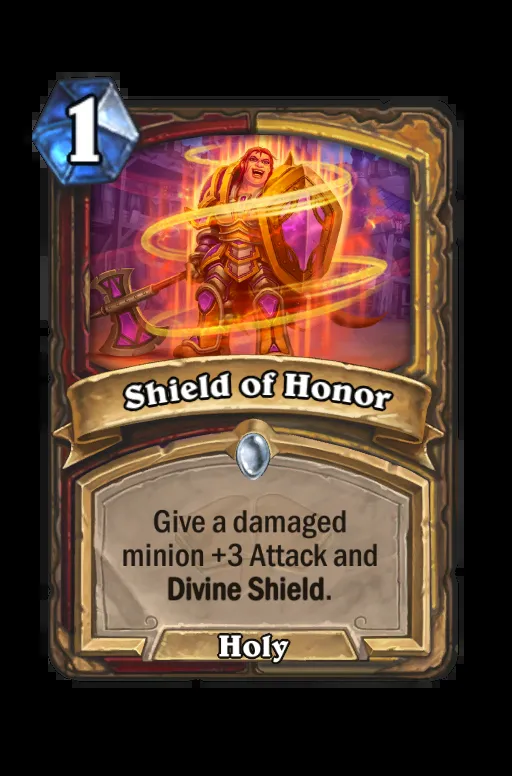 1
Shield of Honor
Give a damaged
minion +3 Attack and
Divine Shield.
Holy